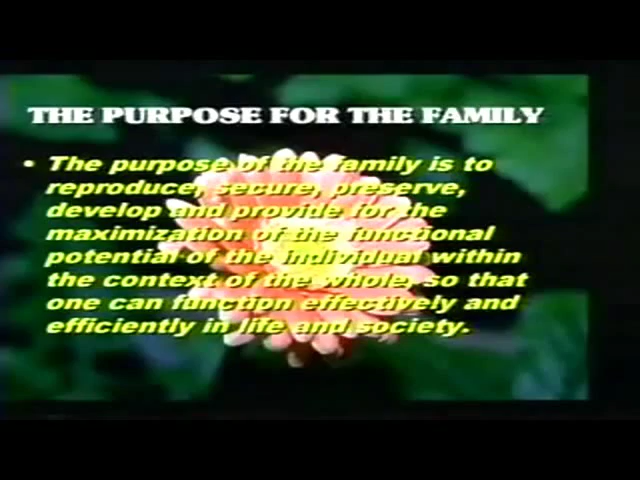 THE PURPOSE FOR THE FAMILY
• The purpose of the family is to
reproduce, secure, preserve,
develop and provide for the
maximization of the functional
potential of the individual within
the context of the whole, so that
one can function effectively and
efficiently in life and society.